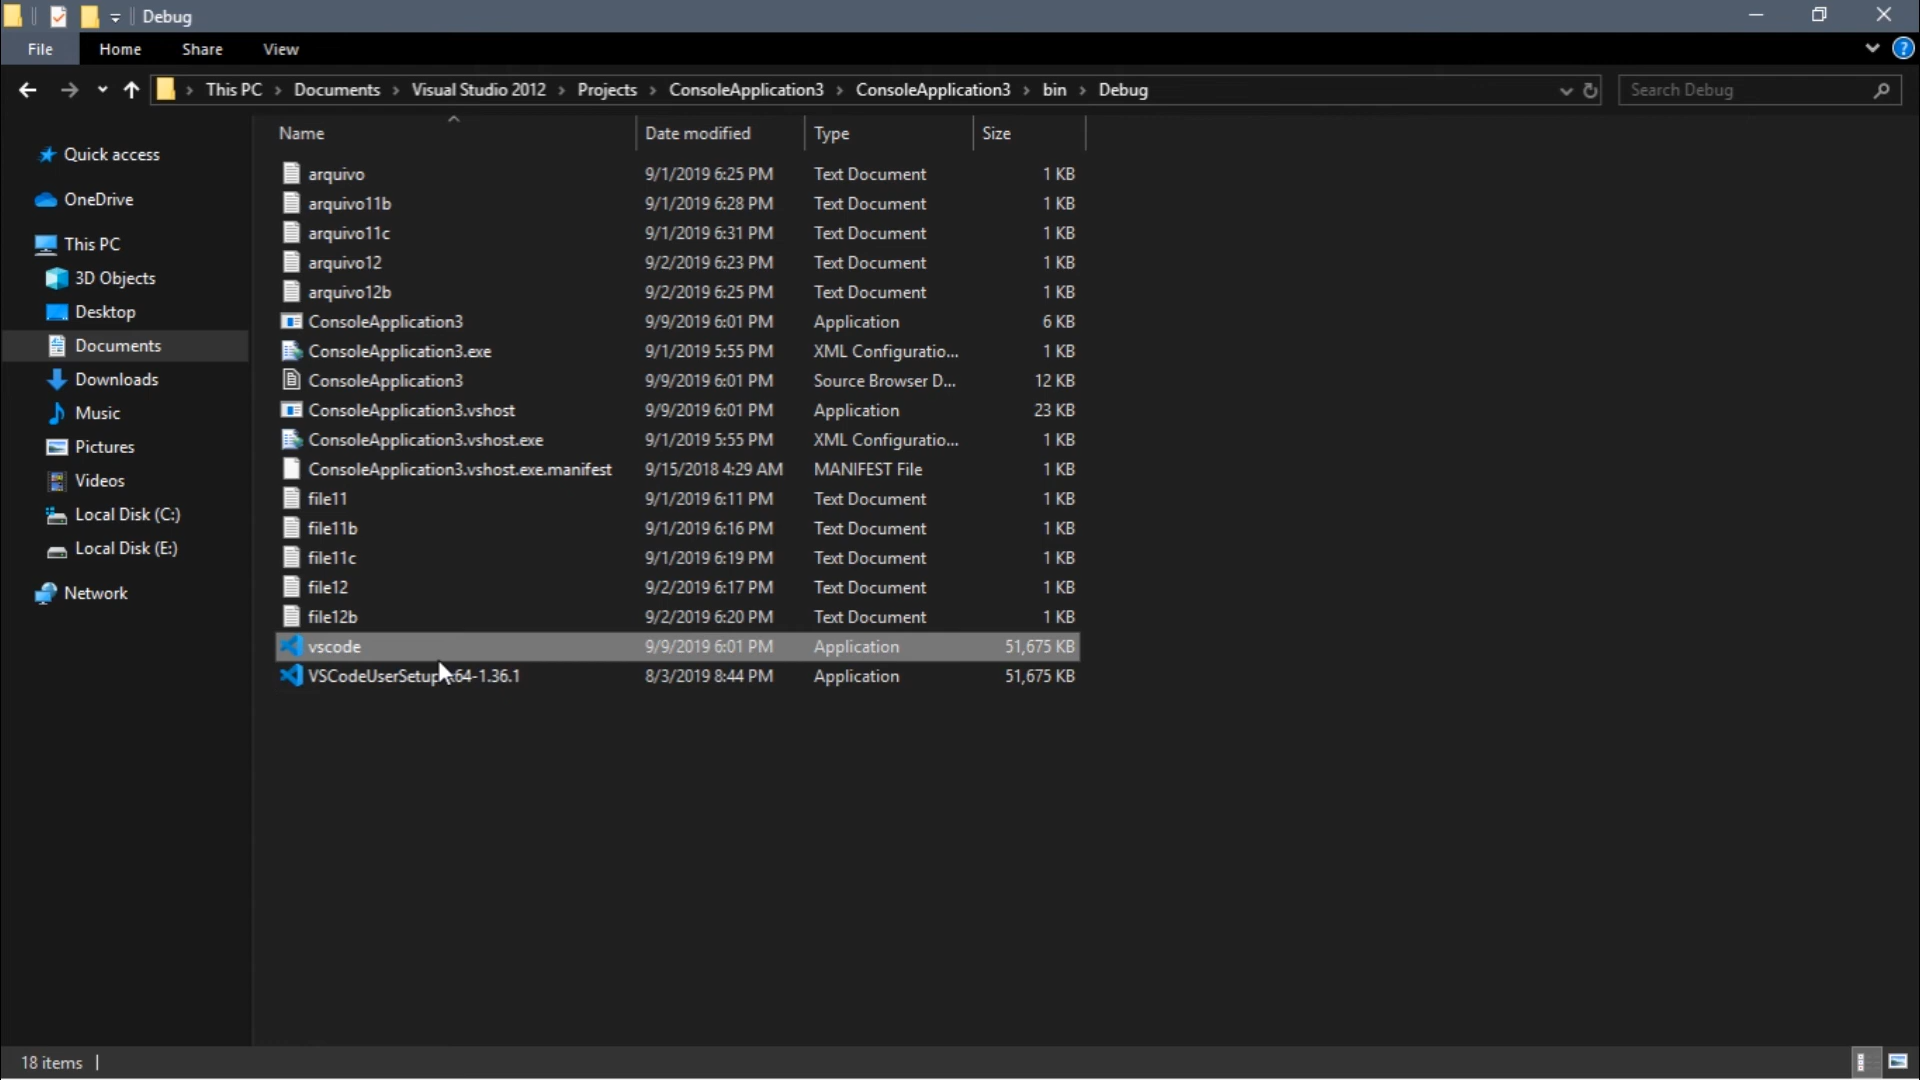 Debug
File Home Share View
This PC Documents Visual Studio 2012 Projects ConsoleApplication3 ConsoleApplication3 bin Debug Search Debug
Name Date modified Type Size
Quick access
OneDrive
This PC
3D Objects
Desktop
Documents
Downloads
Music
Pictures
Videos
Local Disk (C:)
Local Disk (E:)
Network
arquivo 9/1/2019 6:25 PM Text Document 1 KB
arquivo11b 9/1/2019 6:28 PM Text Document 1 KB
arquivo11c 9/1/2019 6:31 PM Text Document 1 KB
arquivo12 9/2/2019 6:23 PM Text Document 1 KB
arquivo12b 9/2/2019 6:25 PM Text Document 1 KB
ConsoleApplication3 9/9/2019 6:01 PM Application 6 KB
ConsoleApplication3.exe 9/1/2019 5:55 PM XML Configuratio... 1 KB
ConsoleApplication3 9/9/2019 6:01 PM Source Browser D... 12 KB
ConsoleApplication3.vshost 9/9/2019 6:01 PM Application 23 KB
ConsoleApplication3.vshost.exe 9/1/2019 5:55 PM XML Configuratio... 1 KB
ConsoleApplication3.vshost.exe.manifest 9/15/2018 4:29 AM MANIFEST File 1 KB
file11 9/1/2019 6:11 PM Text Document 1 KB
file11b 9/1/2019 6:16 PM Text Document 1 KB
file11c 9/1/2019 6:19 PM Text Document 1 KB
file12 9/2/2019 6:17 PM Text Document 1 KB
file12b 9/2/2019 6:20 PM Text Document 1 KB
vscode 9/9/2019 6:01 PM Application 51,675 KB
VSCodeUserSetup 64-1.36.1 8/3/2019 8:44 PM Application 51,675 KB
18 items